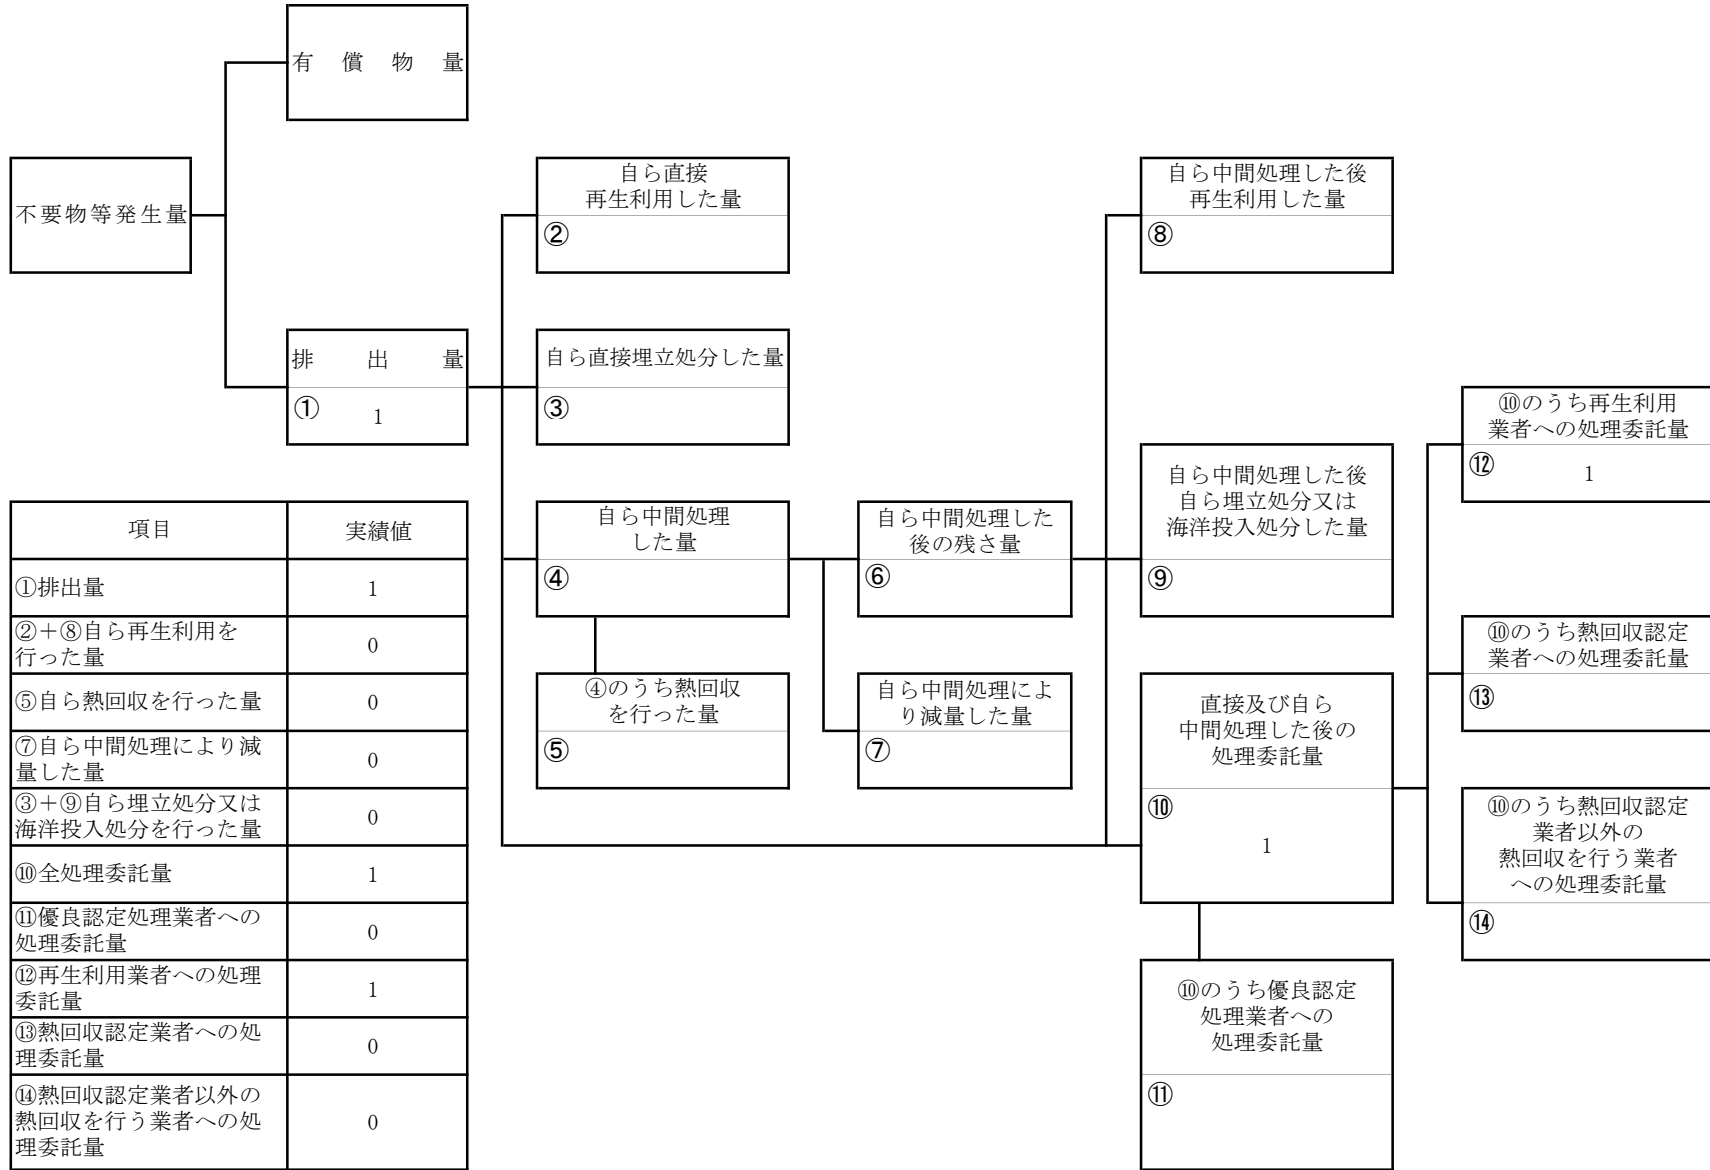 有償物量
不要物等発生量
排出量
①
1
自ら直接
再生利用した量
②
自ら直接埋立処分した量
③
自ら中間処理
した量
④
④のうち熱回収
を行った量
⑤
自ら中間処理した
後の残さ量
⑥
自ら中間処理によ
り減量した量
⑦
自ら中間処理した後
再生利用した量
⑧
自ら中間処理した後
自ら埋立処分又は
海洋投入処分した量
⑨
直接及び自ら
中間処理した後の
処理委託量
⑩
1
⑩のうち優良認定
処理業者への
処理委託量
⑪
⑩のうち再生利用
業者への処理委託量
⑫
1
⑩のうち熱回収認定
業者への処理委託量
⑬
⑩のうち熱回収認定
業者以外の
熱回収を行う業者
への処理委託量
⑭
項目 実績値
①排出量 1
②+⑧自ら再生利用を
行った量 0
⑤自ら熱回収を行った量 0
⑦自ら中間処理により減
量した量 0
③+⑨自ら埋立処分又は
海洋投入処分を行った量 0
⑩全処理委託量 1
⑪優良認定処理業者への
処理委託量 0
⑫再生利用業者への処理
委託量 1
⑬熱回収認定業者への処
理委託量 0
⑭熱回収認定業者以外の
熱回収を行う業者への処
理委託量 0